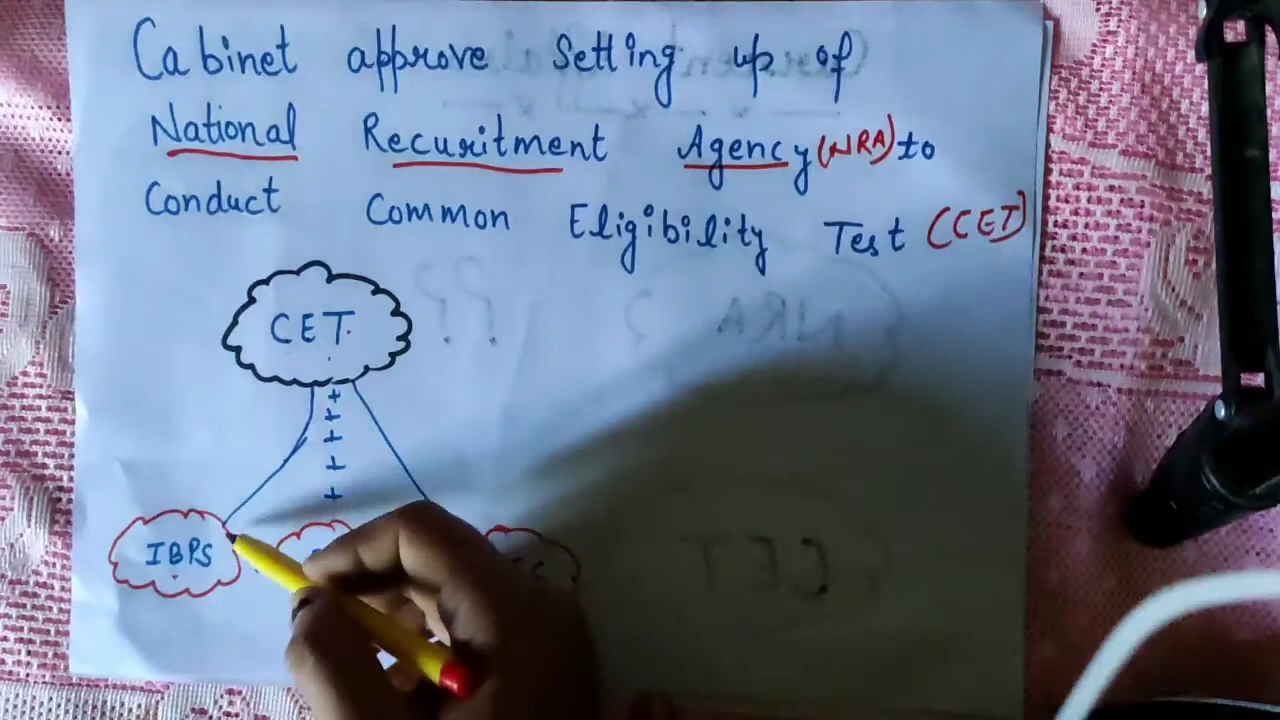 Cabinet approve Setting up of
National Recuritment Agency (NRA) to
Conduct Common Eligibility Test (CET)
CET
IBPS